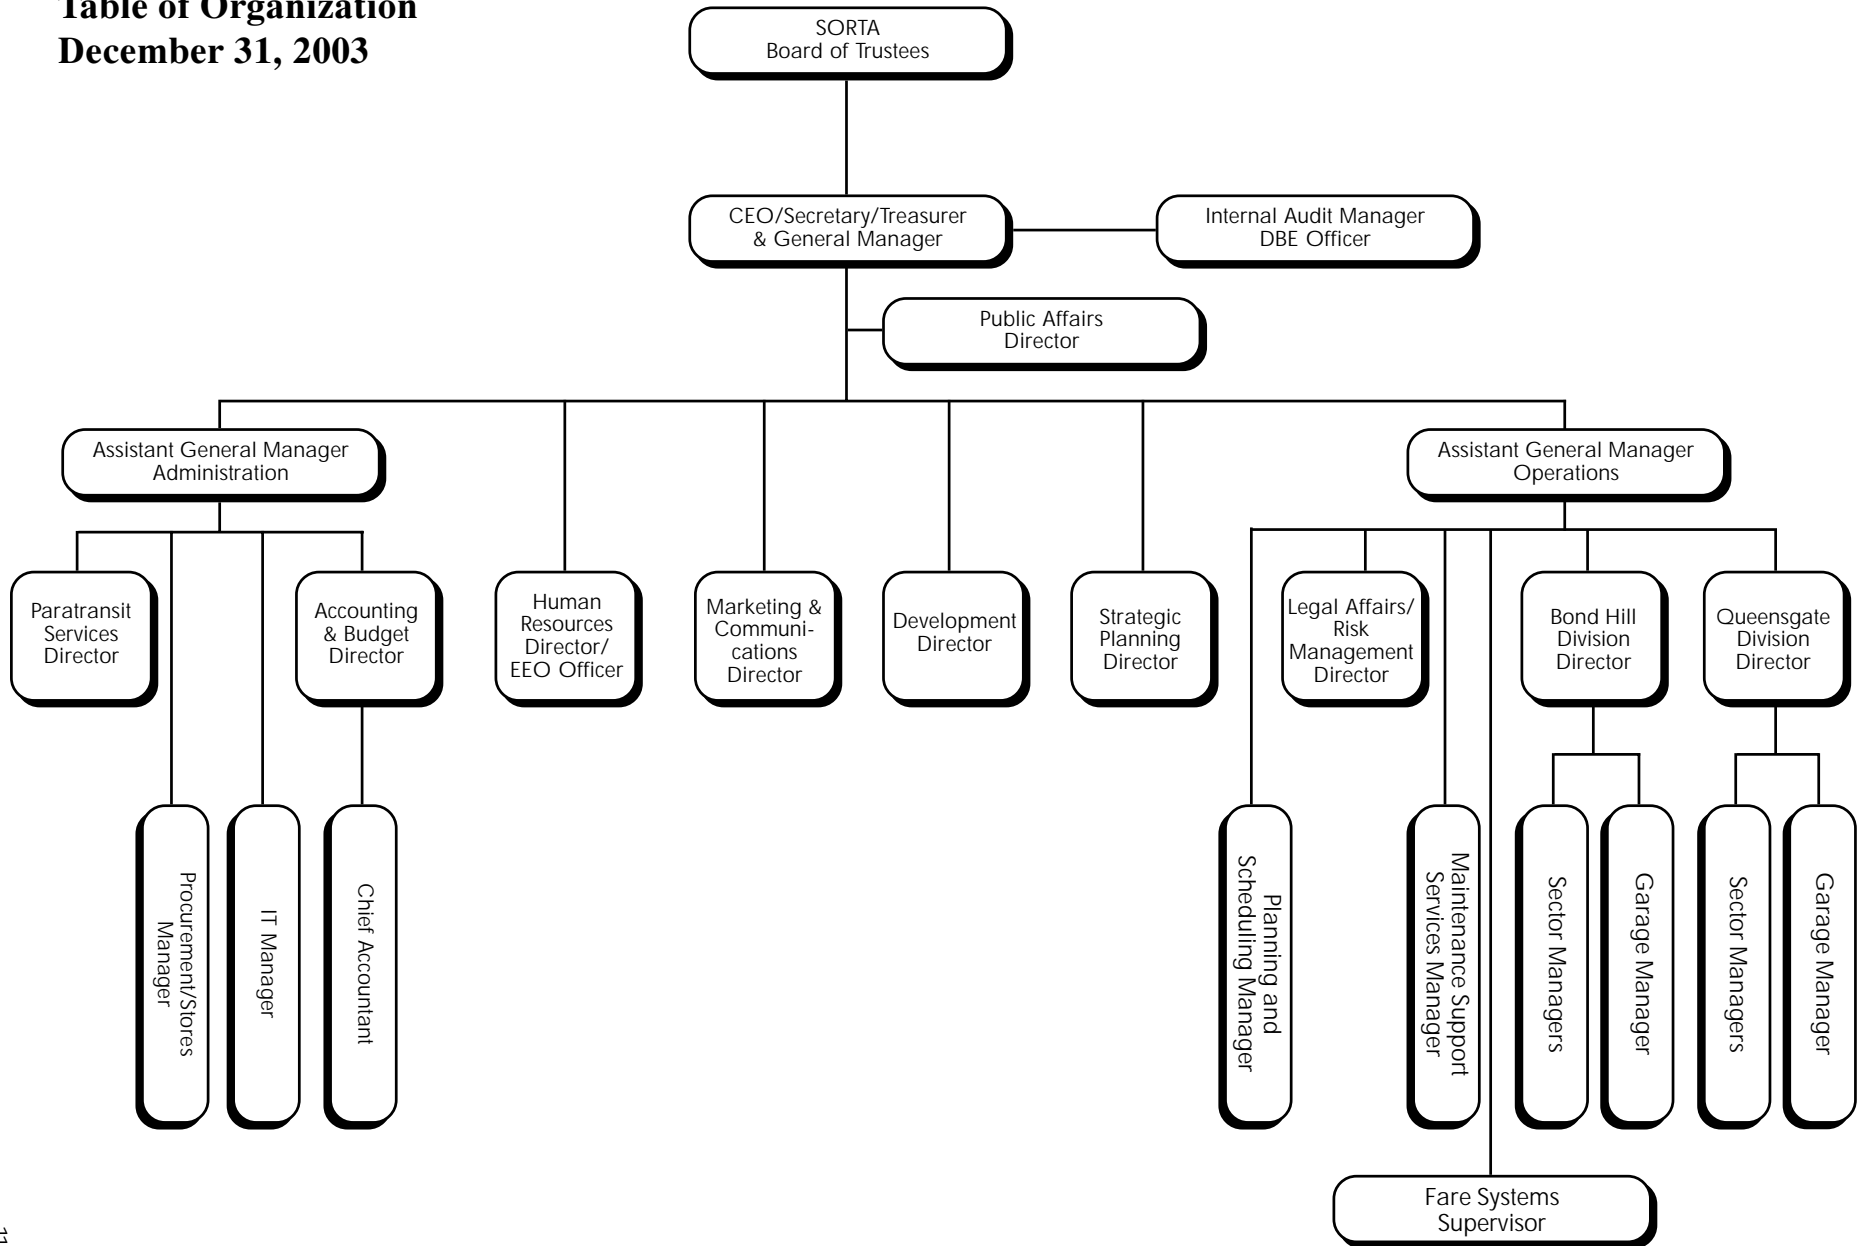 Table of Organization
December 31, 2003
SORTA
Board of Trustees
CEO/Secretary/Treasurer
& General Manager
Internal Audit Manager
DBE Officer
Public Affairs
Director
Assistant General Manager
Administration
Assistant General Manager
Operations
Paratransit
Services
Director
Accounting
& Budget
Director
Human
Resources
Director/
EEO Officer
Marketing &
Communi-
cations
Director
Development
Director
Strategic
Planning
Director
Legal Affairs/
Risk
Management
Director
Bond Hill
Division
Director
Queensgate
Division
Director
Procurement/Stores
Manager
IT Manager
Chief Accountant
Planning and
Scheduling Manager
Maintenance Support
Services Manager
Sector Managers
Garage Manager
Sector Managers
Garage Manager
Fare Systems
Supervisor
11